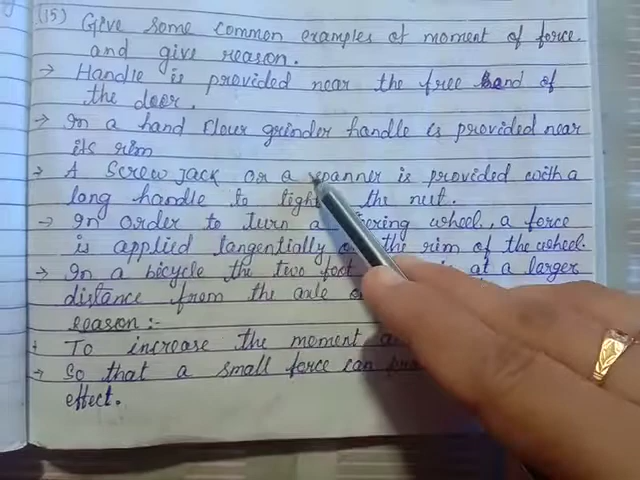 (15) Give some common examples of moment of force.
and give reason.
→ Handle is provided near the free end of
the door.
→ In a hand flour grinder handle is provided near
its rim
→ A Screw jack or a spanner is provided with a
long handle to tight the nut.
→ In order to turn a wheel, a force
is applied tangentially the rim of the wheel.
→ In a bicycle the two foot at a larger
distance from the axle
reason:-
→ To increase the moment
→ So that a small force can
effect.